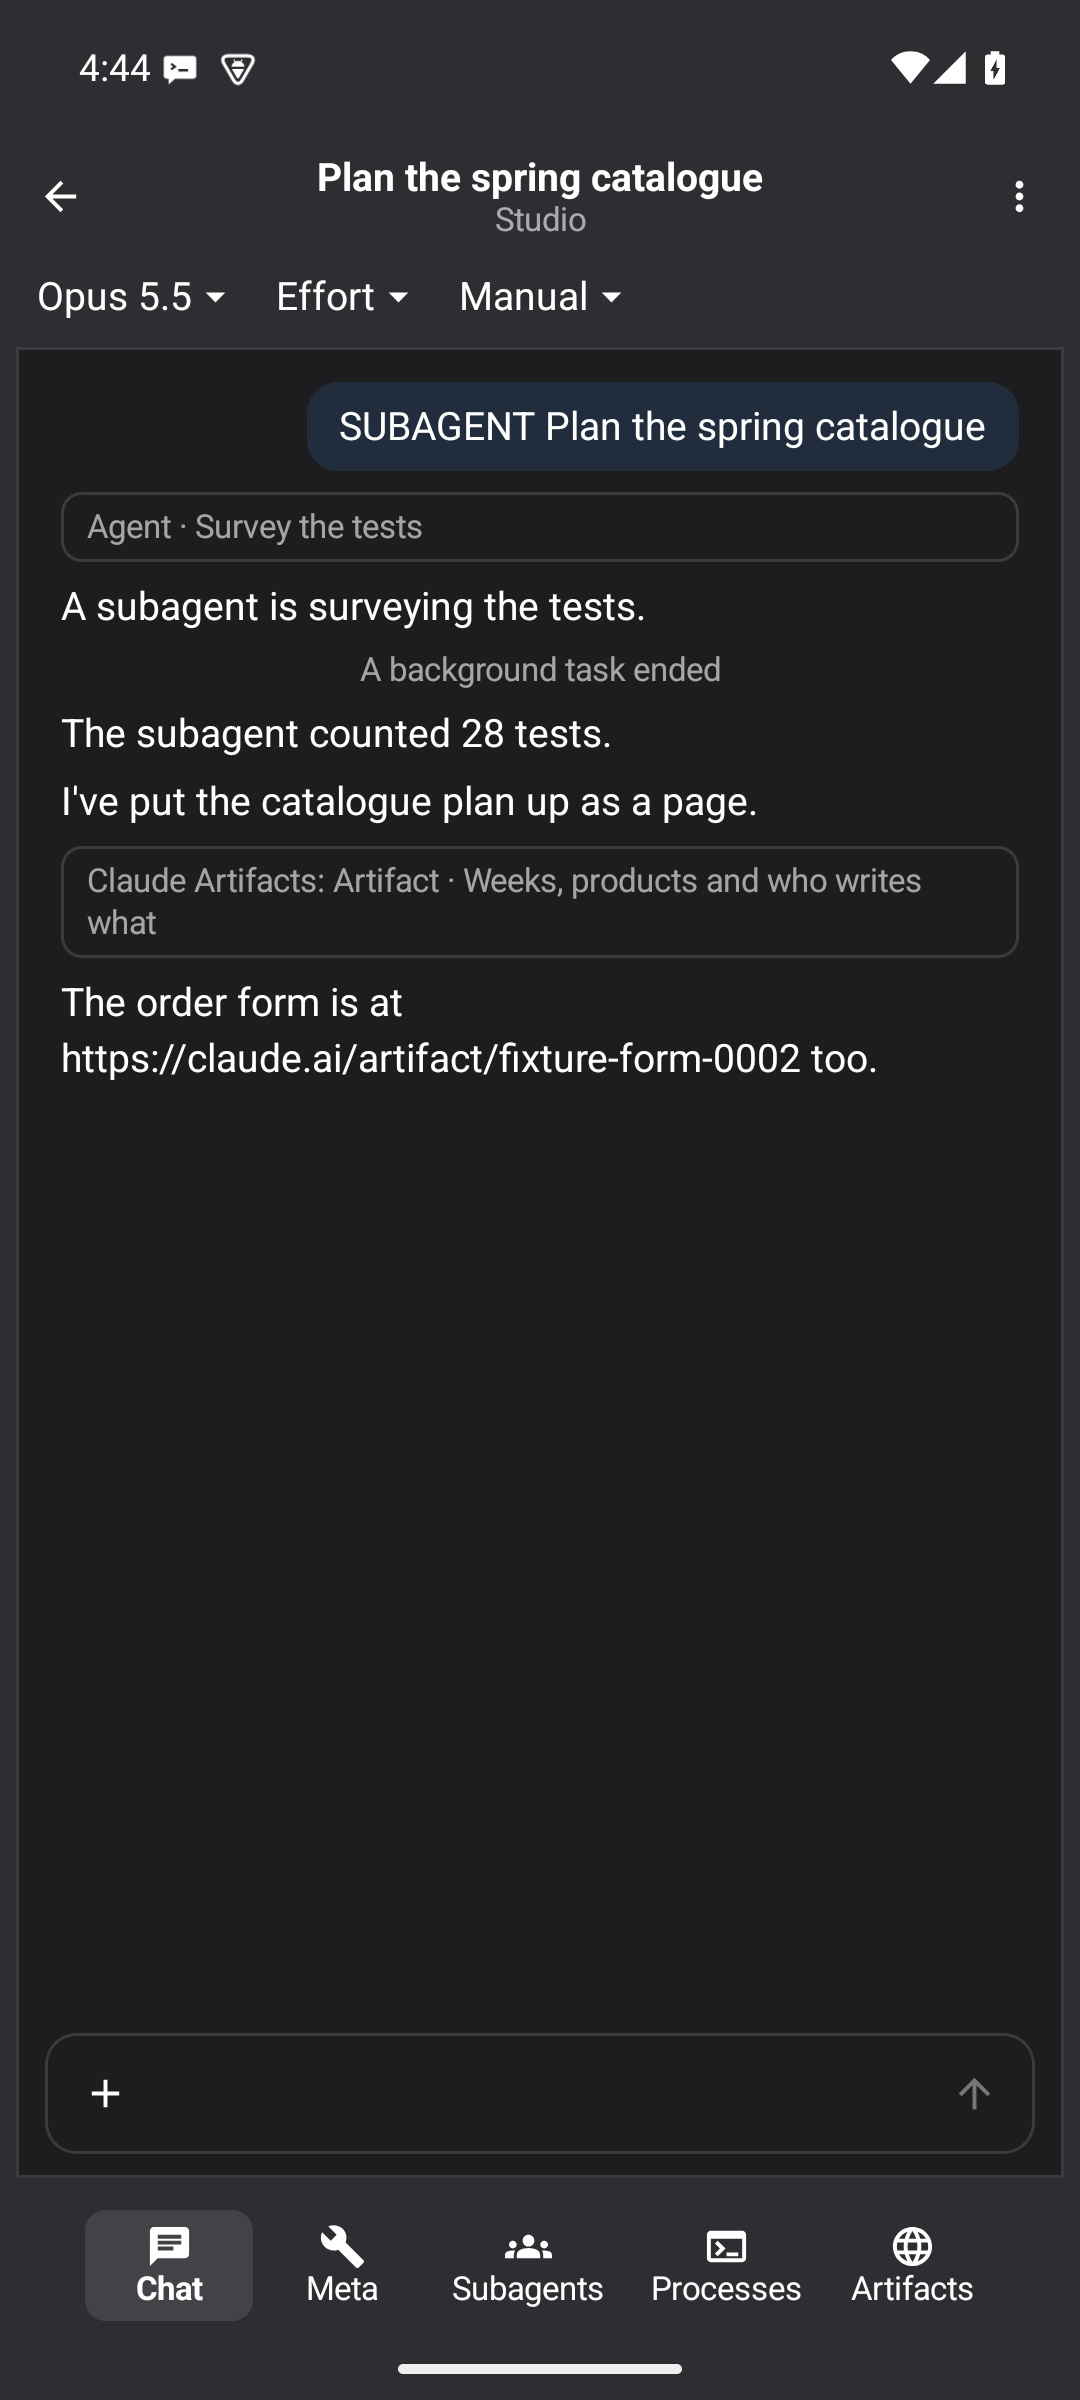 4:44
Plan the spring catalogue
Studio
Opus 5.5
Effort
Manual
SUBAGENT Plan the spring catalogue
Agent · Survey the tests
A subagent is surveying the tests.
A background task ended
The subagent counted 28 tests.
I've put the catalogue plan up as a page.
Claude Artifacts: Artifact · Weeks, products and who writes
what
The order form is at
https://claude.ai/artifact/fixture-form-0002 too.
Chat
Meta
Subagents
Processes
Artifacts